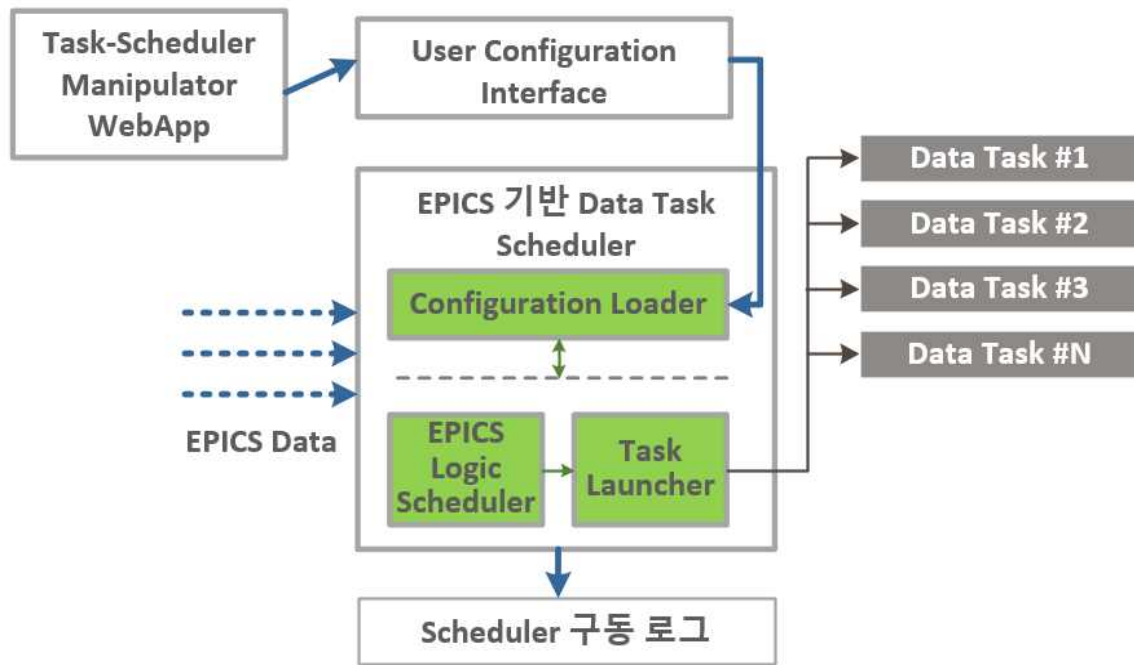 Task-Scheduler
Manipulator
WebApp
User Configuration
Interface
EPICS 기반 Data Task
Scheduler
Configuration Loader
EPICS
Logic
Scheduler
Task
Launcher
EPICS Data
Data Task #1
Data Task #2
Data Task #3
Data Task #N
Scheduler 구동 로그